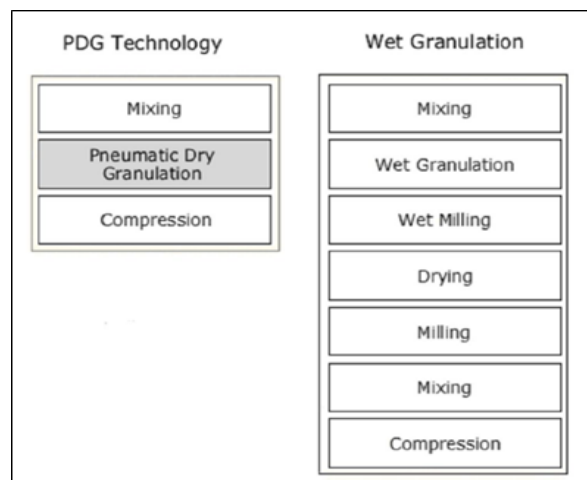 PDG Technology
Mixing
Pneumatic Dry
Granulation
Compression
Wet Granulation
Mixing
Wet Granulation
Wet Milling
Drying
Milling
Mixing
Compression